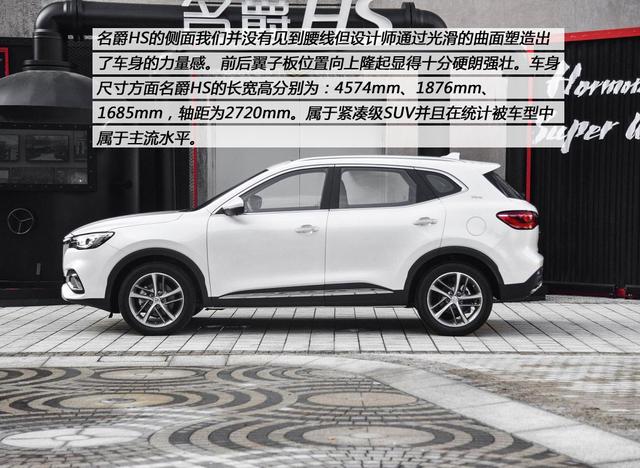 名爵HS
名爵HS的侧面我们并没有见到腰线但设计师通过光滑的曲面塑造出
了车身的力量感。前后翼子板位置向上隆起显得十分硬朗强壮。车身
尺寸方面名爵HS的长宽高分别为：4574mm、1876mm、
1685mm，轴距为2720mm。属于紧凑级SUV并且在统计被车型中
属于主流水平。
Super